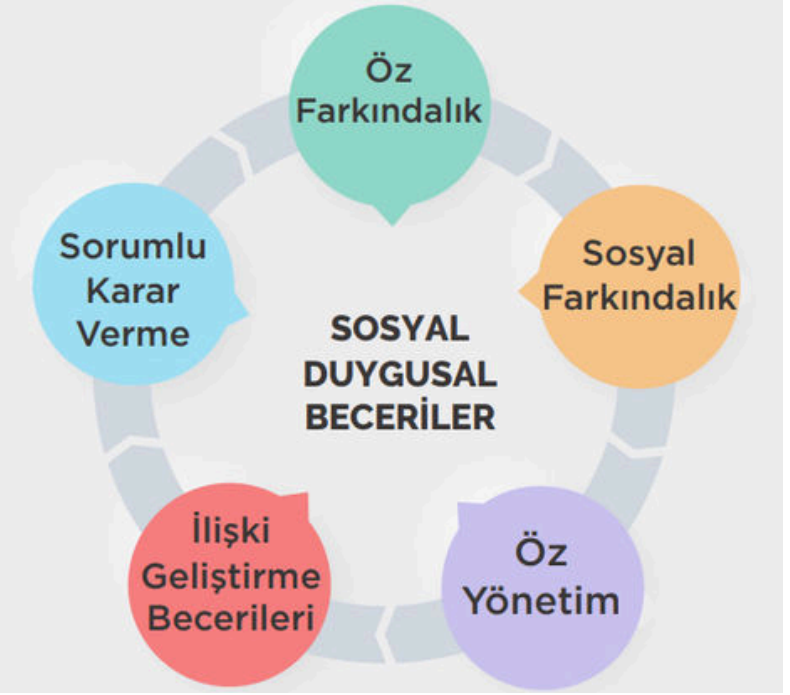 Öz
Farkındalık
Sosyal
Farkındalık
Öz
Yönetim
İlişki
Geliştirme
Becerileri
Sorumlu
Karar
Verme
SOSYAL
DUYGUSAL
BECERİLER